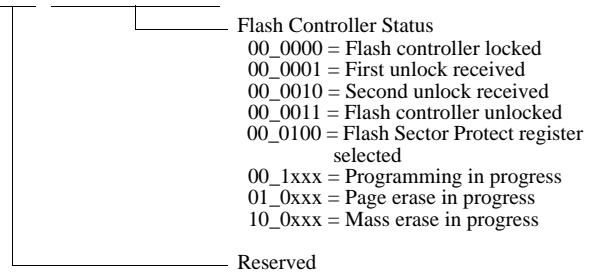 Flash Controller Status
00_0000 = Flash controller locked
00_0001 = First unlock received
00_0010 = Second unlock received
00_0011 = Flash controller unlocked
00_0100 = Flash Sector Protect register
selected
00_1xxx = Programming in progress
01_0xxx = Page erase in progress
10_0xxx = Mass erase in progress
Reserved